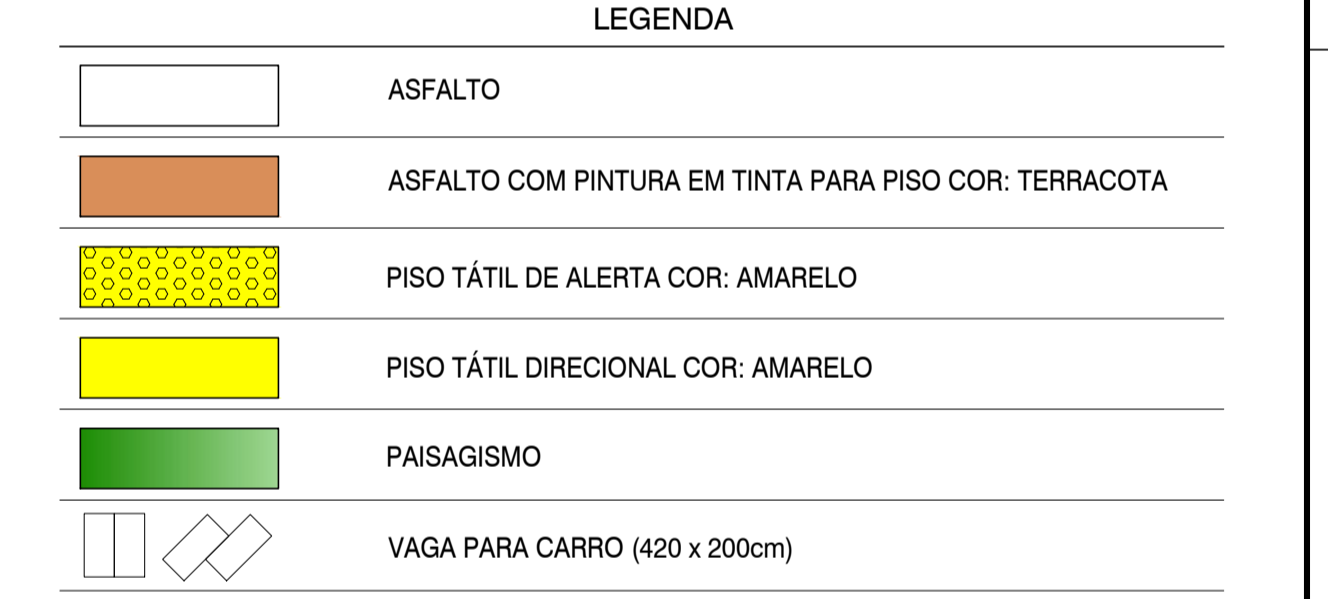 LEGENDA
ASFALTO
ASFALTO COM PINTURA EM TINTA PARA PISO COR: TERRACOTA
PISO TÁTIL DE ALERTA COR: AMARELO
PISO TÁTIL DIRECIONAL COR: AMARELO
PAISAGISMO
VAGA PARA CARRO (420 x 200cm)